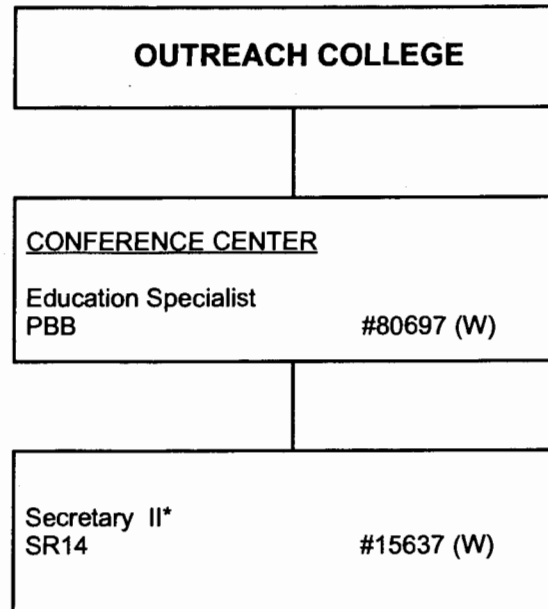 OUTREACH COLLEGE
CONFERENCE CENTER
Education Specialist
PBB #80697 (W)
Secretary II*
SR14 #15637 (W)